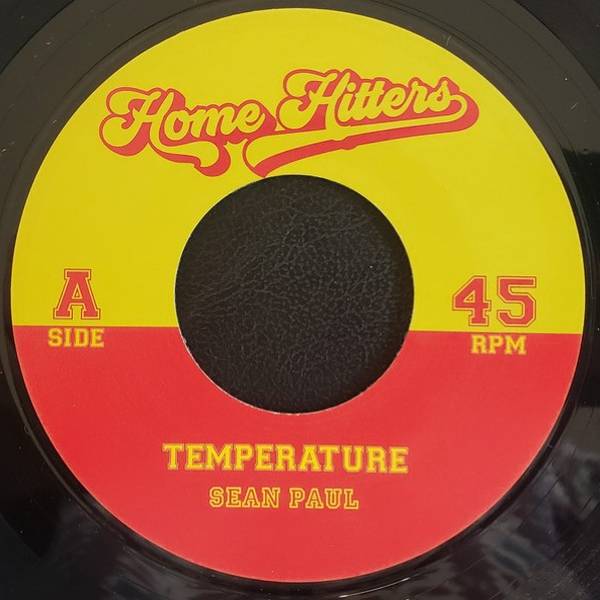 Home Hitters
A
SIDE
45
RPM
TEMPERATURE
SEAN PAUL